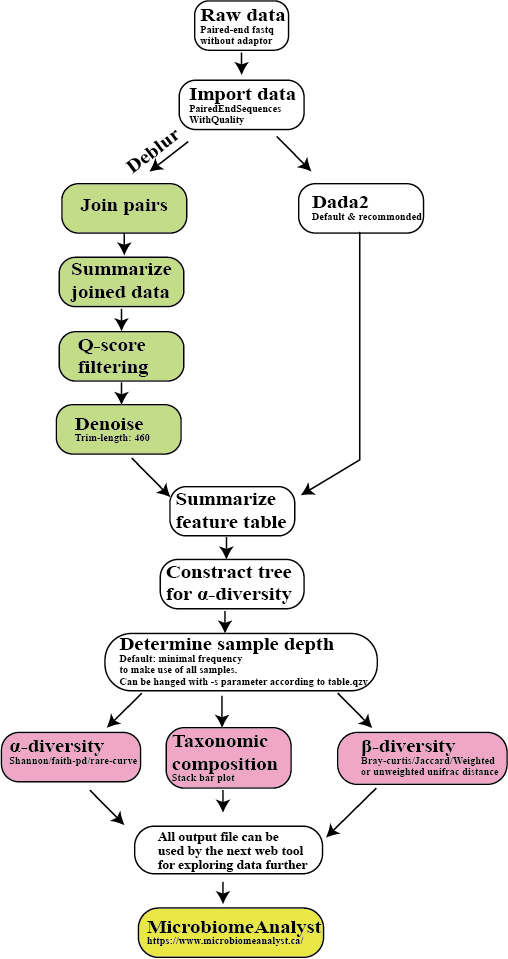 Raw data
Paired-end fastq
without adaptor
Import data
PairedEndSequences
WithQuality
Deblur
Join pairs
Dada2
Default & recommonded
Summarize
joined data
Q-score
filtering
Denoise
Trim-length: 460
Summarize
feature table
Constract tree
for α-diversity
Determine sample depth
Default: minimal frequency
to make use of all samples.
Can be hanged with -s parameter according to table.qzy
α-diversity
Shannon/faith-pd/rare-curve
Taxonomic
composition
Stack bar plot
β-diversity
Bray-curtis/Jaccard/Weighted
or unweighted unifrac distance
All output file can be
used by the next web tool
for exploring data further
MicrobiomeAnalyst
https://www.microbiomeanalyst.ca/